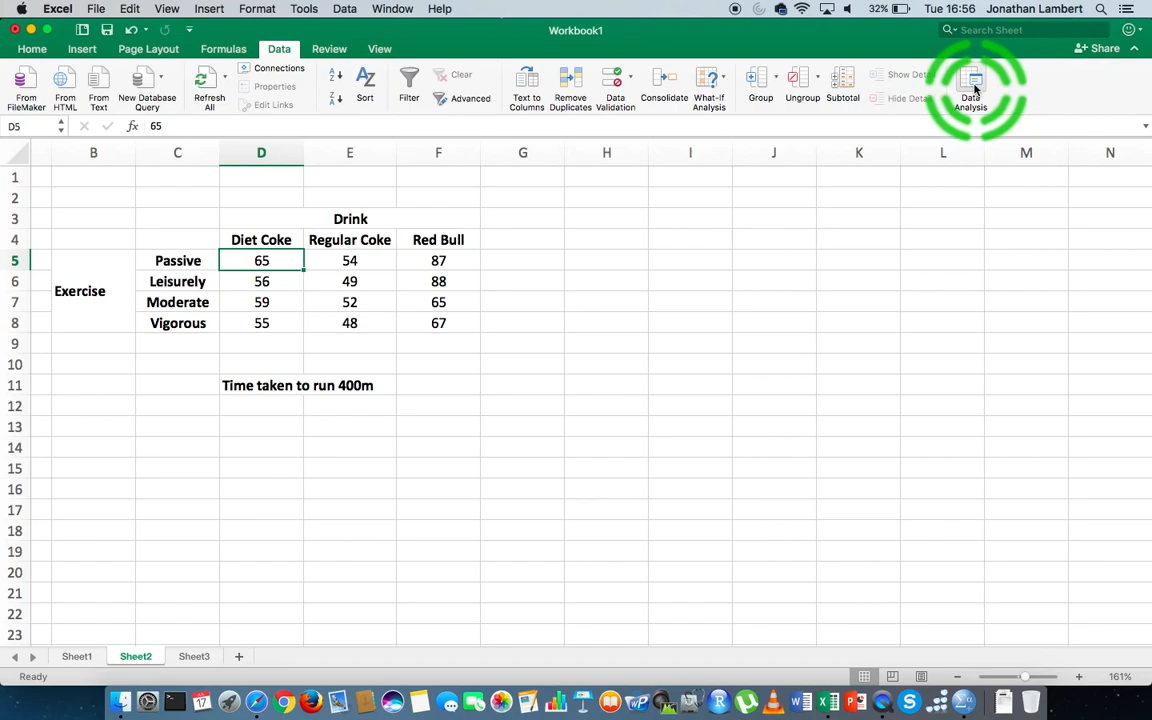 Excel File Edit View Insert Format Tools Data Window Help 32% Tue 16:56 Jonathan Lambert
Workbook1 Search Sheet
Home Insert Page Layout Formulas Data Review View Share
From FileMaker From HTML From Text New Database Query Refresh All Connections Properties Edit Links Sort Filter Clear Advanced Text to Columns Remove Duplicates Data Validation Consolidate What-If Analysis Group Ungroup Subtotal Show Hide Data Analysis
D5 fx 65
B C D E F G H I J K L M N
1
2
3 Drink
4 Diet Coke Regular Coke Red Bull
5 Passive 65 54 87
6 Leisurely 56 49 88
Exercise
7 Moderate 59 52 65
8 Vigorous 55 48 67
9
10
11 Time taken to run 400m
12
13
14
15
16
17
18
19
20
21
22
23
Sheet1 Sheet2 Sheet3 +
Ready 161%
17